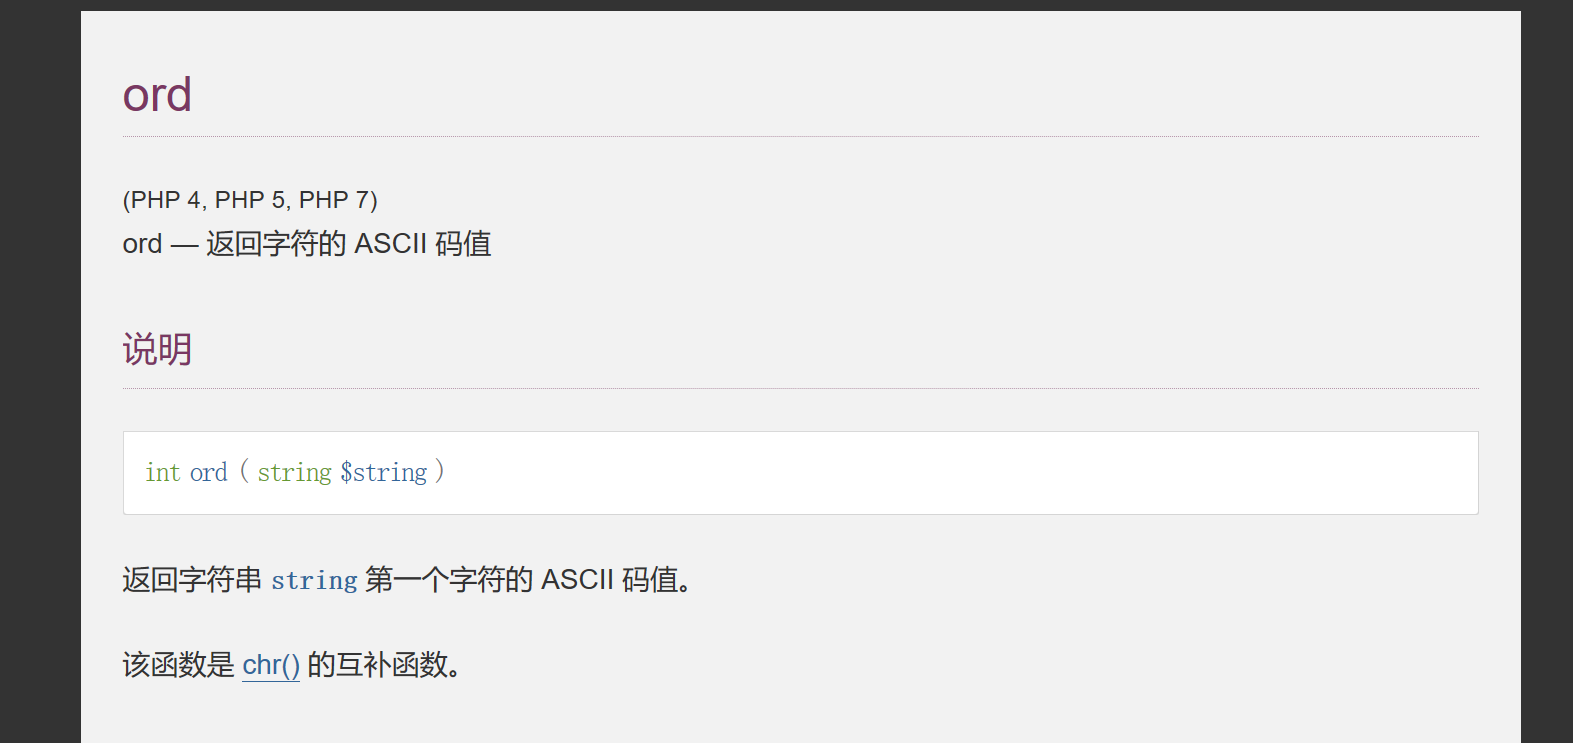 ord
(PHP 4, PHP 5, PHP 7)
ord — 返回字符的 ASCII 码值
说明
int ord ( string $string )
返回字符串 string 第一个字符的 ASCII 码值。
该函数是 chr() 的互补函数。